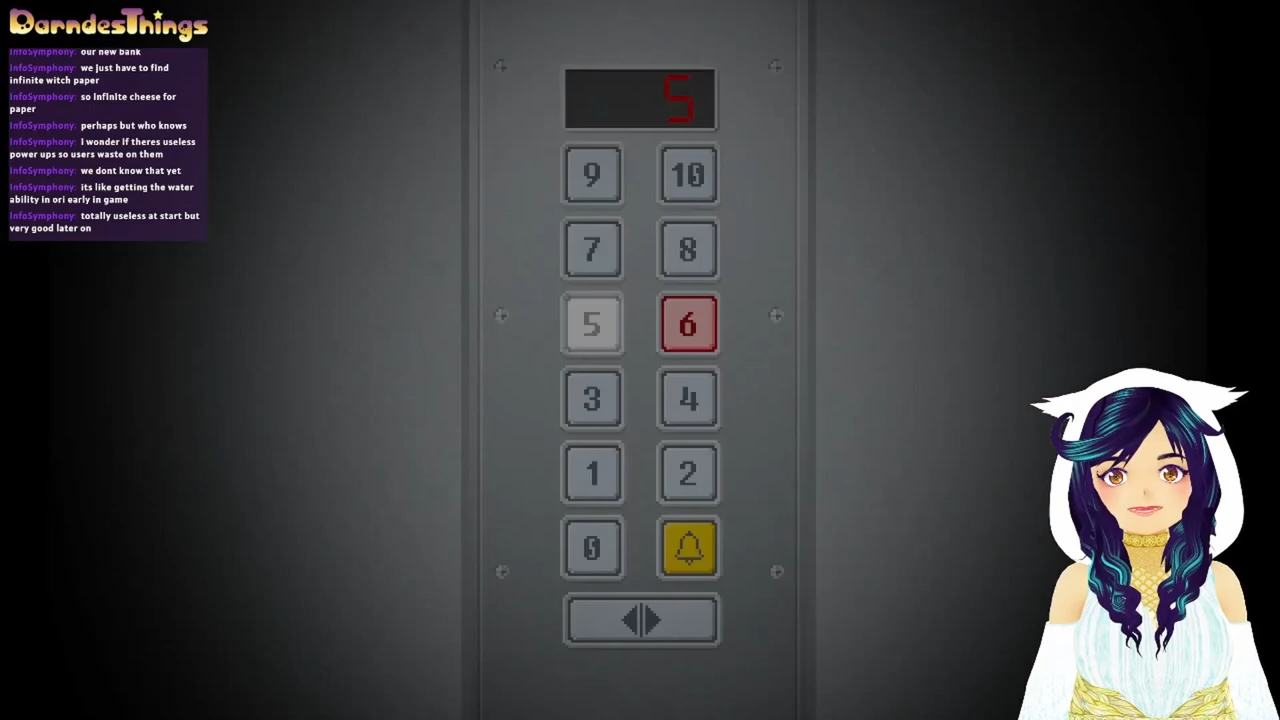 DarndesThings
InfoSymphony: our new bank
InfoSymphony: we just have to find
infinite witch paper
InfoSymphony: so infinite cheese for
paper
InfoSymphony: perhaps but who knows
InfoSymphony: I wonder if theres useless
power ups so users waste on them
InfoSymphony: we dont know that yet
InfoSymphony: its like getting the water
ability in ori early in game
InfoSymphony: totally useless at start but
very good later on
5
9 10
7 8
5 6
3 4
1 2
0